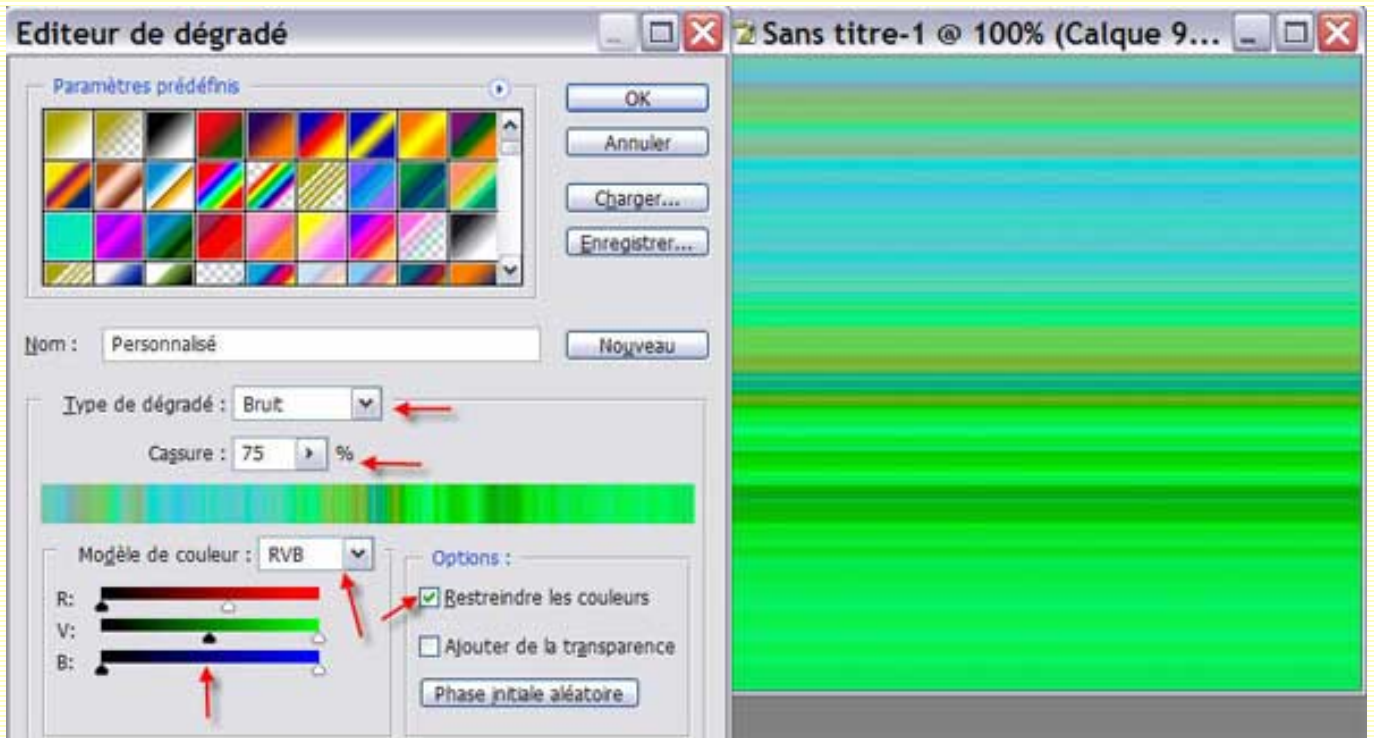 Editeur de dégradé
Sans titre-1 @ 100% (Calque 9...
Paramètres prédéfinis
OK
Annuler
Charger...
Enregistrer...
Nom : Personnalisé
Nouveau
Type de dégradé : Bruit
Cassure : 75 %
Modèle de couleur : RVB
R:
V:
B:
Options :
Restreindre les couleurs
Ajouter de la transparence
Phase initiale aléatoire